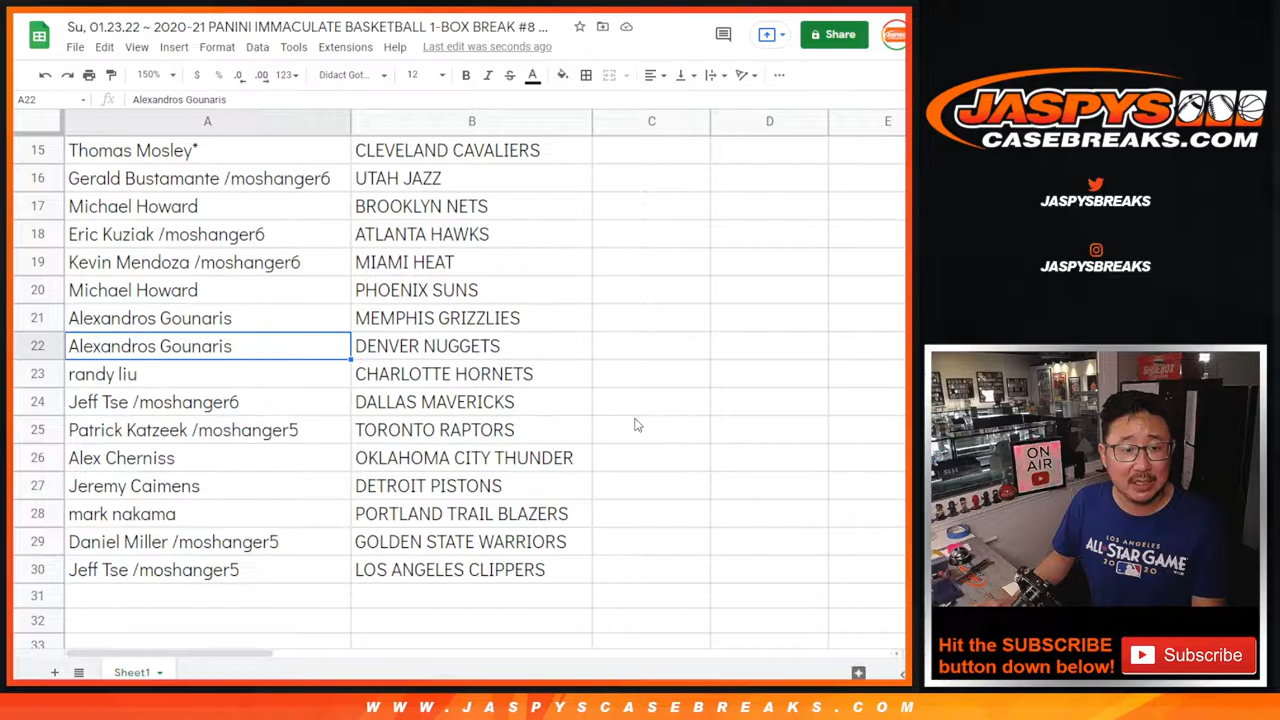 Su, 01.23.22 ~ 2020-21 PANINI IMMACULATE BASKETBALL 1-BOX BREAK #8 ...
File Edit View Insert Format Data Tools Extensions Help Last edit was seconds ago
Share
150% $ % .0 .00 123 Didact Got... 12 B I S A
A22 fx Alexandros Gounaris
A B C D E
15 Thomas Mosley* CLEVELAND CAVALIERS
16 Gerald Bustamante /moshanger6 UTAH JAZZ
17 Michael Howard BROOKLYN NETS
18 Eric Kuziak /moshanger6 ATLANTA HAWKS
19 Kevin Mendoza /moshanger6 MIAMI HEAT
20 Michael Howard PHOENIX SUNS
21 Alexandros Gounaris MEMPHIS GRIZZLIES
22 Alexandros Gounaris DENVER NUGGETS
23 randy liu CHARLOTTE HORNETS
24 Jeff Tse /moshanger6 DALLAS MAVERICKS
25 Patrick Katzeek /moshanger5 TORONTO RAPTORS
26 Alex Cherniss OKLAHOMA CITY THUNDER
27 Jeremy Caimens DETROIT PISTONS
28 mark nakama PORTLAND TRAIL BLAZERS
29 Daniel Miller /moshanger5 GOLDEN STATE WARRIORS
30 Jeff Tse /moshanger5 LOS ANGELES CLIPPERS
31
32
33
Sheet1
JASPYS
CASEBREAKS.COM
JASPYSBREAKS
JASPYSBREAKS
SHOEBOX
ON
AIR
LOS ANGELES
ALL-STAR GAME
2020
Hit the SUBSCRIBE
button down below!
Subscribe
WWW.JASPYSCASEBREAKS.COM